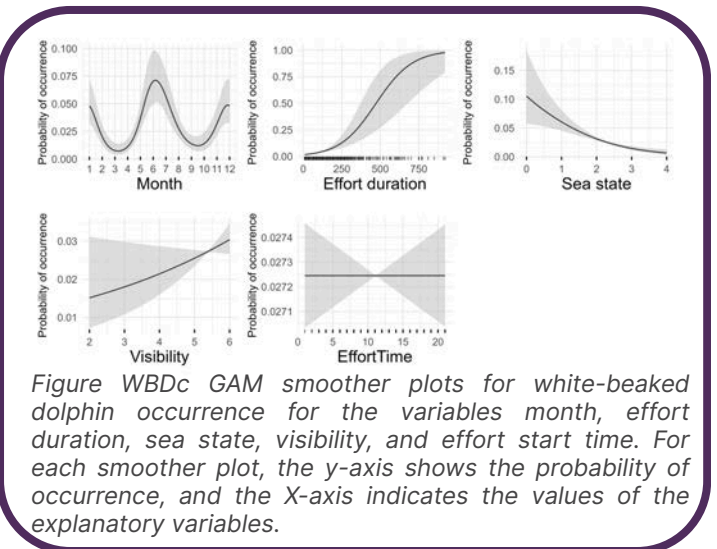 Probability of occurrence
0.100
0.075
0.050
0.025
0.000
1 2 3 4 5 6 7 8 9 10 11 12
Month
Probability of occurrence
1.00
0.75
0.50
0.25
0.00
0 250 500 750
Effort duration
Probability of occurrence
0.15
0.10
0.05
0.00
0 1 2 3 4
Sea state
Probability of occurrence
0.03
0.02
0.01
2 3 4 5 6
Visibility
Probability of occurrence
0.0274
0.0273
0.0272
0.0271
0 5 10 15 20
EffortTime
Figure WBDc GAM smoother plots for white-beaked
dolphin occurrence for the variables month, effort
duration, sea state, visibility, and effort start time. For
each smoother plot, the y-axis shows the probability of
occurrence, and the X-axis indicates the values of the
explanatory variables.